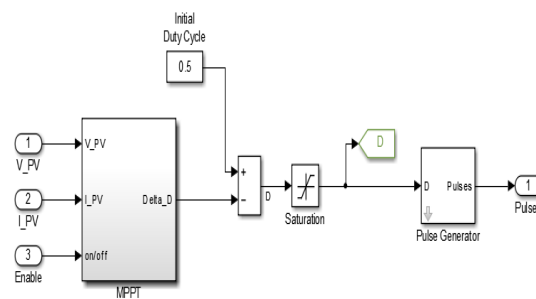 Initial
Duty Cycle
0.5
1
V_PV
V_PV
2
I_PV
I_PV
Delta_D
3
Enable
on/off
MPPT
+
−
D
Saturation
D
D
Pulses
Pulse Generator
1
Pulse